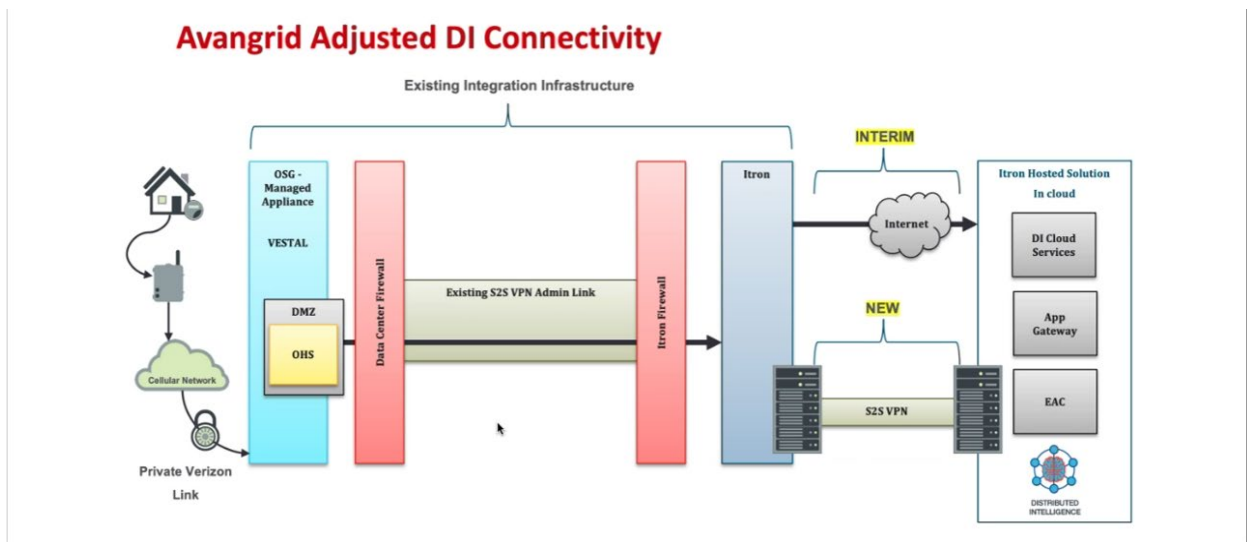 Avangrid Adjusted DI Connectivity
Existing Integration Infrastructure
INTERIM
OSG -
Managed
Appliance
VESTAL
DMZ
OHS
Data Center Firewall
Existing S2S VPN Admin Link
Itron Firewall
Itron
Internet
NEW
S2S VPN
Itron Hosted Solution
In cloud
DI Cloud
Services
App
Gateway
EAC
DISTRIBUTED
INTELLIGENCE
Cellular Network
Private Verizon
Link